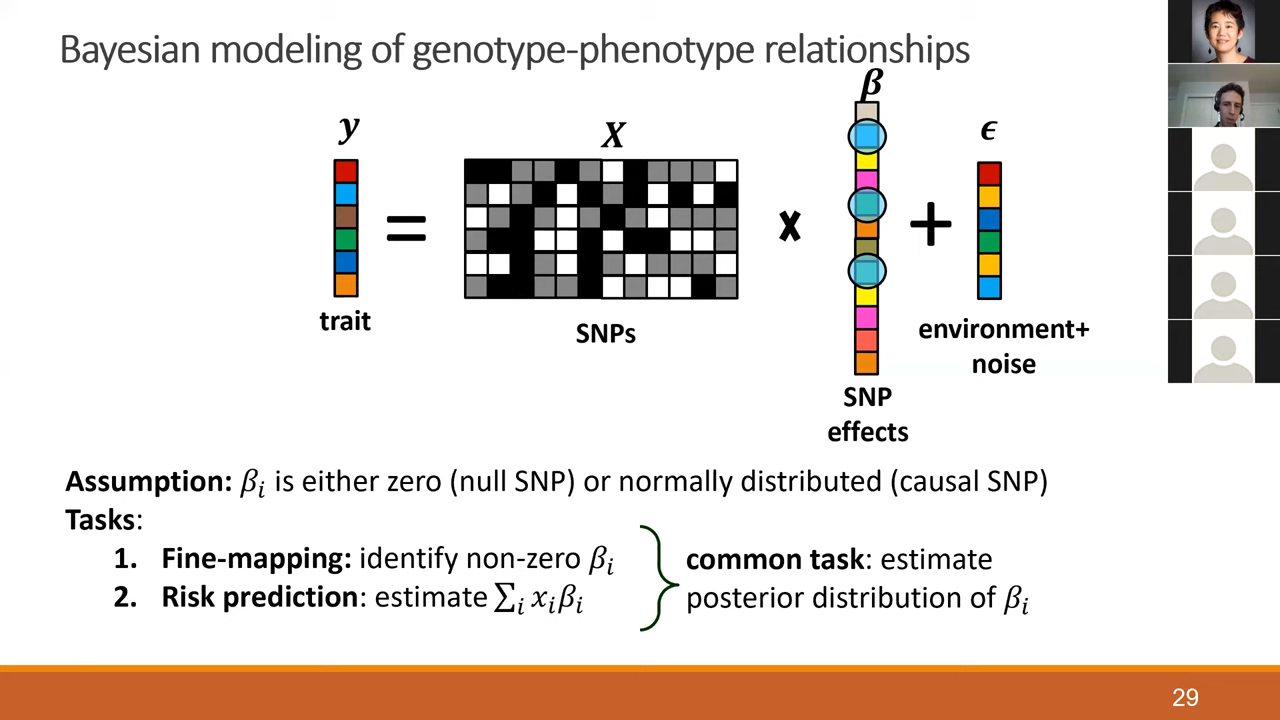 Bayesian modeling of genotype-phenotype relationships
y
=
X
×
β
+
ϵ
trait
SNPs
SNP
effects
environment+
noise
Assumption: βᵢ is either zero (null SNP) or normally distributed (causal SNP)
Tasks:
1. Fine-mapping: identify non-zero βᵢ
2. Risk prediction: estimate ∑ᵢ xᵢβᵢ
common task: estimate
posterior distribution of βᵢ
29